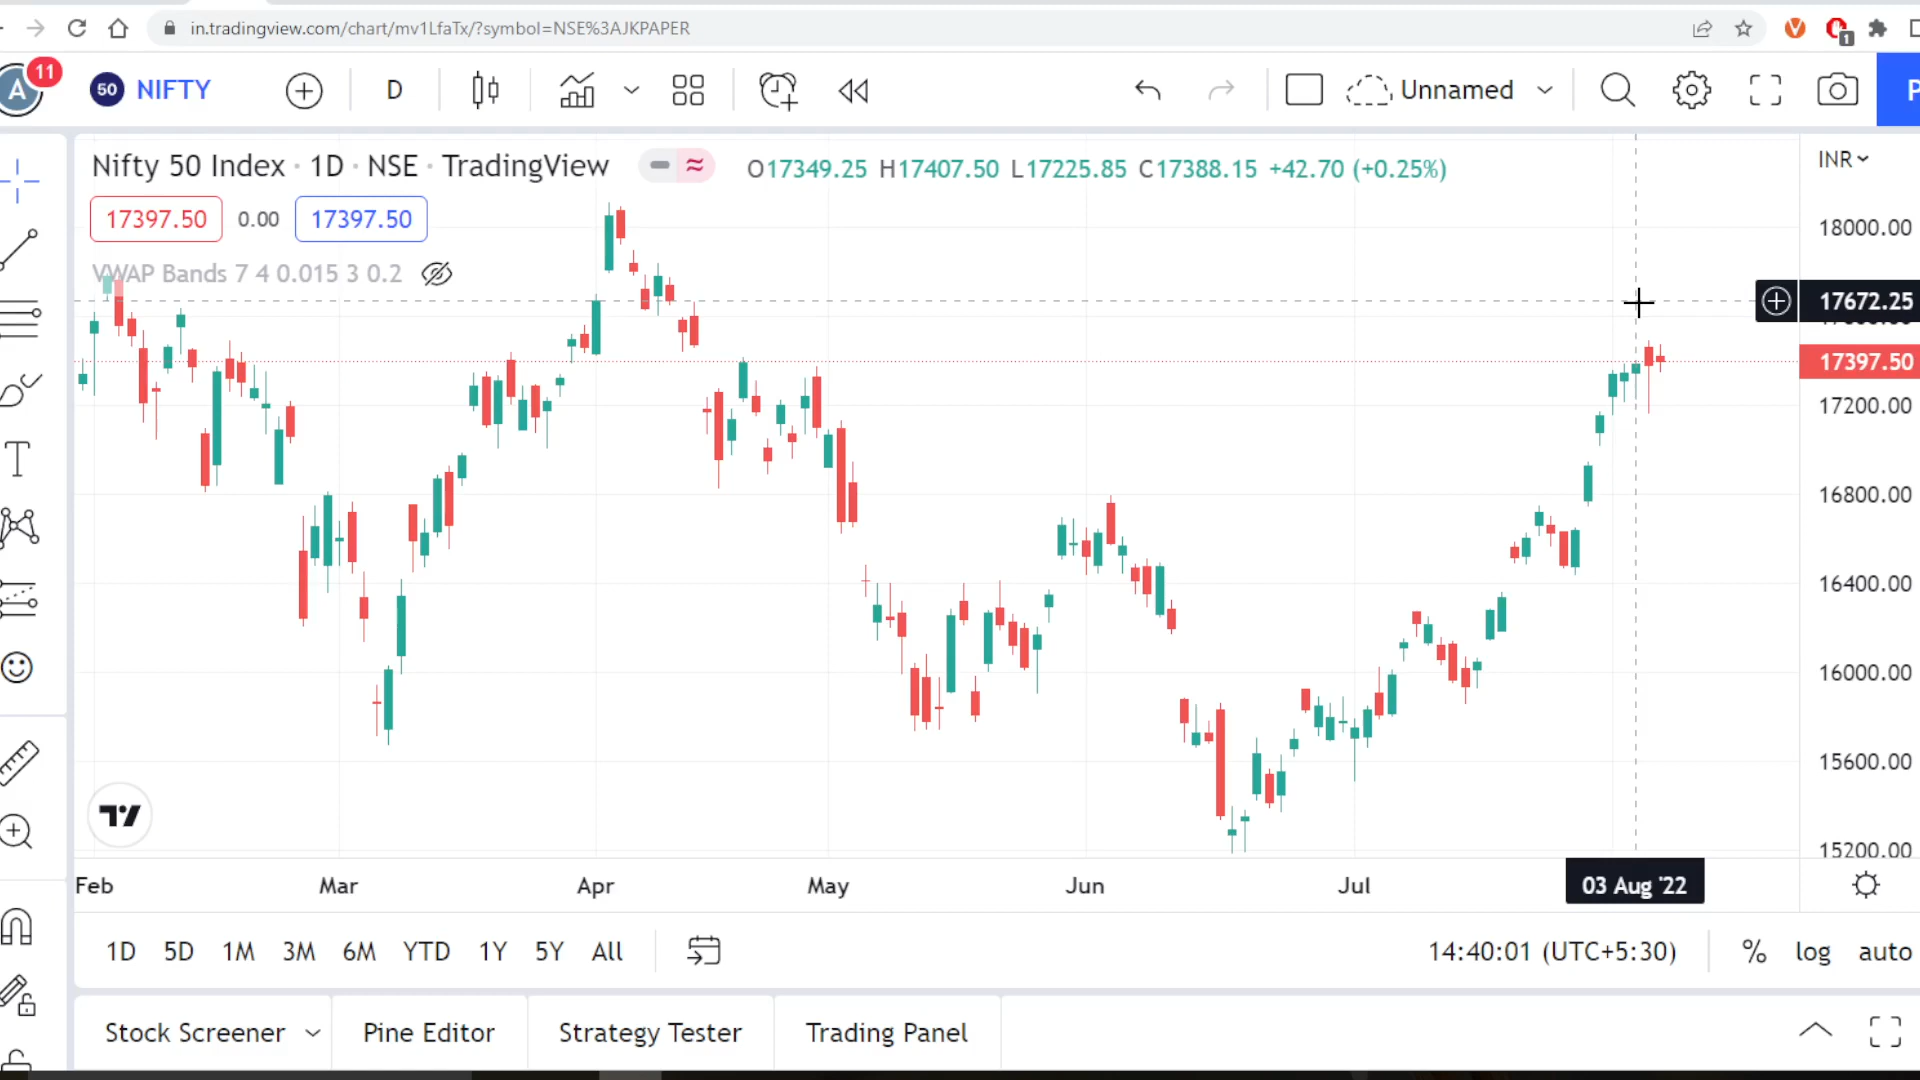 in.tradingview.com/chart/mv1LfaTx/?symbol=NSE%3AJKPAPER
1
A 11 50 NIFTY D Unnamed P
Nifty 50 Index · 1D · NSE · TradingView O17349.25 H17407.50 L17225.85 C17388.15 +42.70 (+0.25%) INR
17397.50 0.00 17397.50
18000.00
VWAP Bands 7 4 0.015 3 0.2
17672.25
17397.50
17200.00
16800.00
16400.00
16000.00
15600.00
15200.00
Feb Mar Apr May Jun Jul 03 Aug '22
1D 5D 1M 3M 6M YTD 1Y 5Y All 14:40:01 (UTC+5:30) % log auto
Stock Screener Pine Editor Strategy Tester Trading Panel